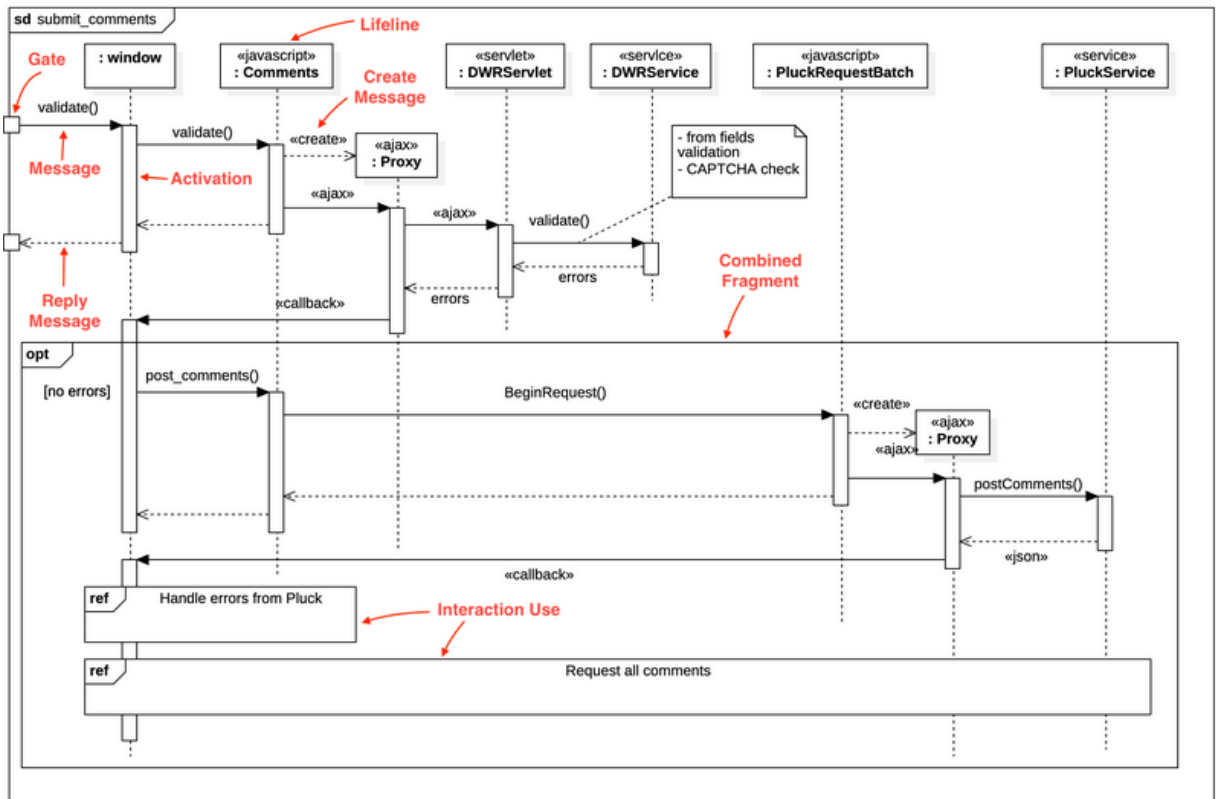 sd submit_comments
Lifeline
Gate
: window
«javascript»
: Comments
«servlet»
: DWRServlet
«servlce»
: DWRService
«javascript»
: PluckRequestBatch
«service»
: PluckService
Create
Message
validate()
validate()
«create»
«ajax»
: Proxy
- from fields
validation
- CAPTCHA check
Message
Activation
«ajax»
«ajax»
validate()
errors
errors
Reply
Message
«callback»
Combined
Fragment
opt
[no errors]
post_comments()
BeginRequest()
«create»
«ajax»
: Proxy
«ajax»
postComments()
«json»
«callback»
ref
Handle errors from Pluck
Interaction Use
ref
Request all comments